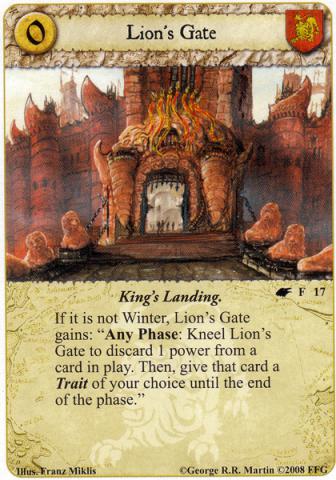 0
Lion's Gate
F 17
King's Landing.
If it is not Winter, Lion's Gate
gains: "Any Phase: Kneel Lion's
Gate to discard 1 power from a
card in play. Then, give that card a
Trait of your choice until the end
of the phase."
Illus. Franz Miklis ©George R.R. Martin ©2008 FFG